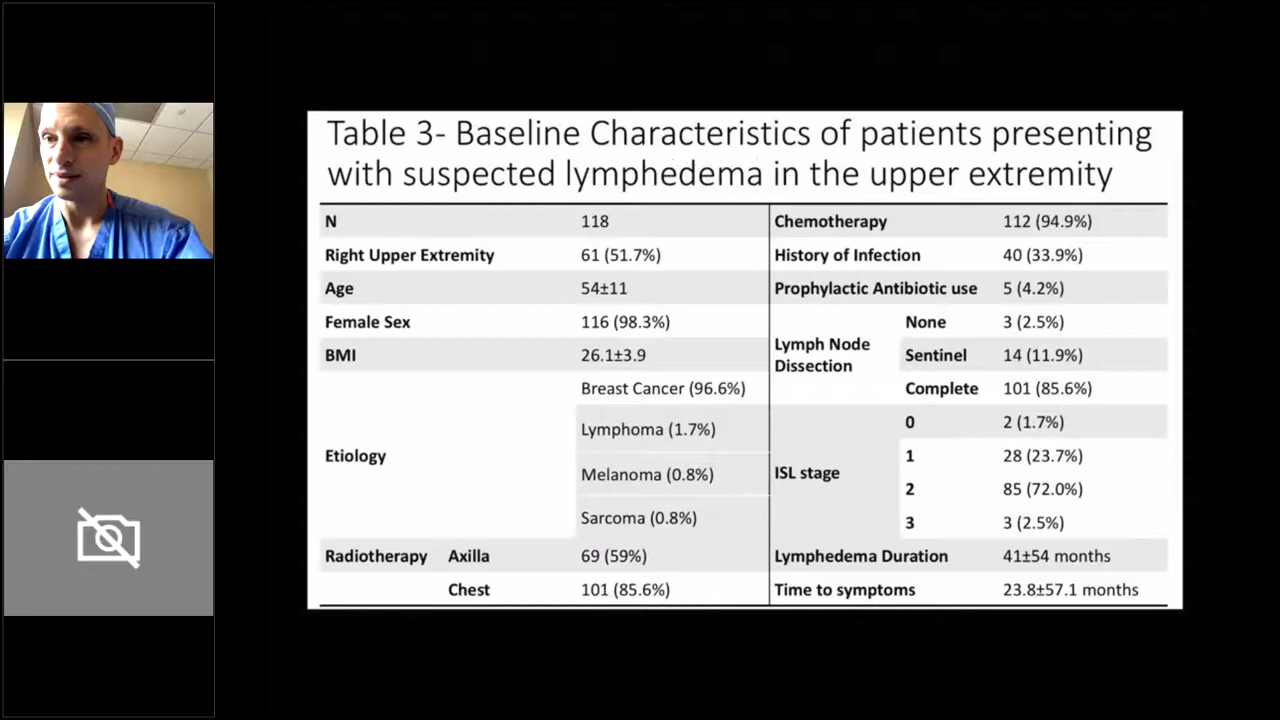 Table 3- Baseline Characteristics of patients presenting
with suspected lymphedema in the upper extremity
N 118
Right Upper Extremity 61 (51.7%)
Age 54±11
Female Sex 116 (98.3%)
BMI 26.1±3.9
Etiology
Breast Cancer (96.6%)
Lymphoma (1.7%)
Melanoma (0.8%)
Sarcoma (0.8%)
Radiotherapy Axilla 69 (59%)
Chest 101 (85.6%)
Chemotherapy 112 (94.9%)
History of Infection 40 (33.9%)
Prophylactic Antibiotic use 5 (4.2%)
Lymph Node
Dissection
None 3 (2.5%)
Sentinel 14 (11.9%)
Complete 101 (85.6%)
ISL stage
0 2 (1.7%)
1 28 (23.7%)
2 85 (72.0%)
3 3 (2.5%)
Lymphedema Duration 41±54 months
Time to symptoms 23.8±57.1 months